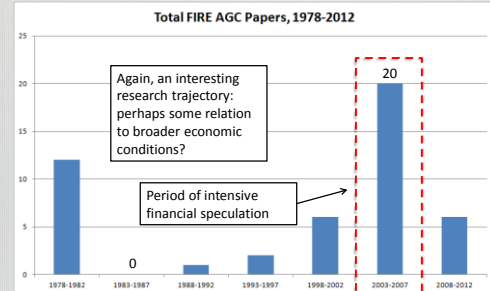 Total FIRE AGC Papers, 1978-2012
25
20
15
10
5
0
Again, an interesting
research trajectory:
perhaps some relation
to broader economic
conditions?
20
Period of intensive
financial speculation
0
1978-1982
1983-1987
1988-1992
1993-1997
1998-2002
2003-2007
2008-2012